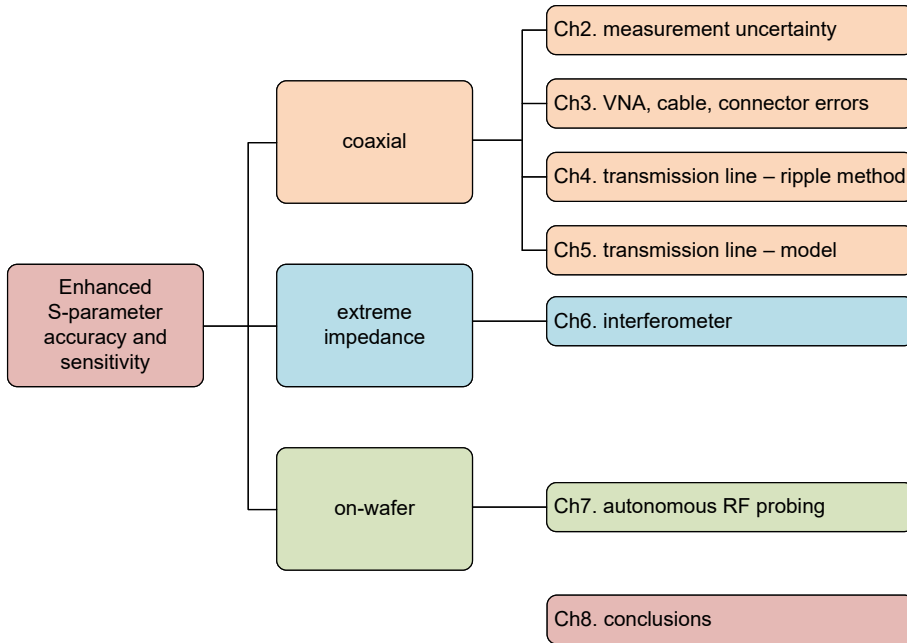 Enhanced
S-parameter
accuracy and
sensitivity
coaxial
Ch2. measurement uncertainty
Ch3. VNA, cable, connector errors
Ch4. transmission line – ripple method
Ch5. transmission line – model
extreme
impedance
Ch6. interferometer
on-wafer
Ch7. autonomous RF probing
Ch8. conclusions